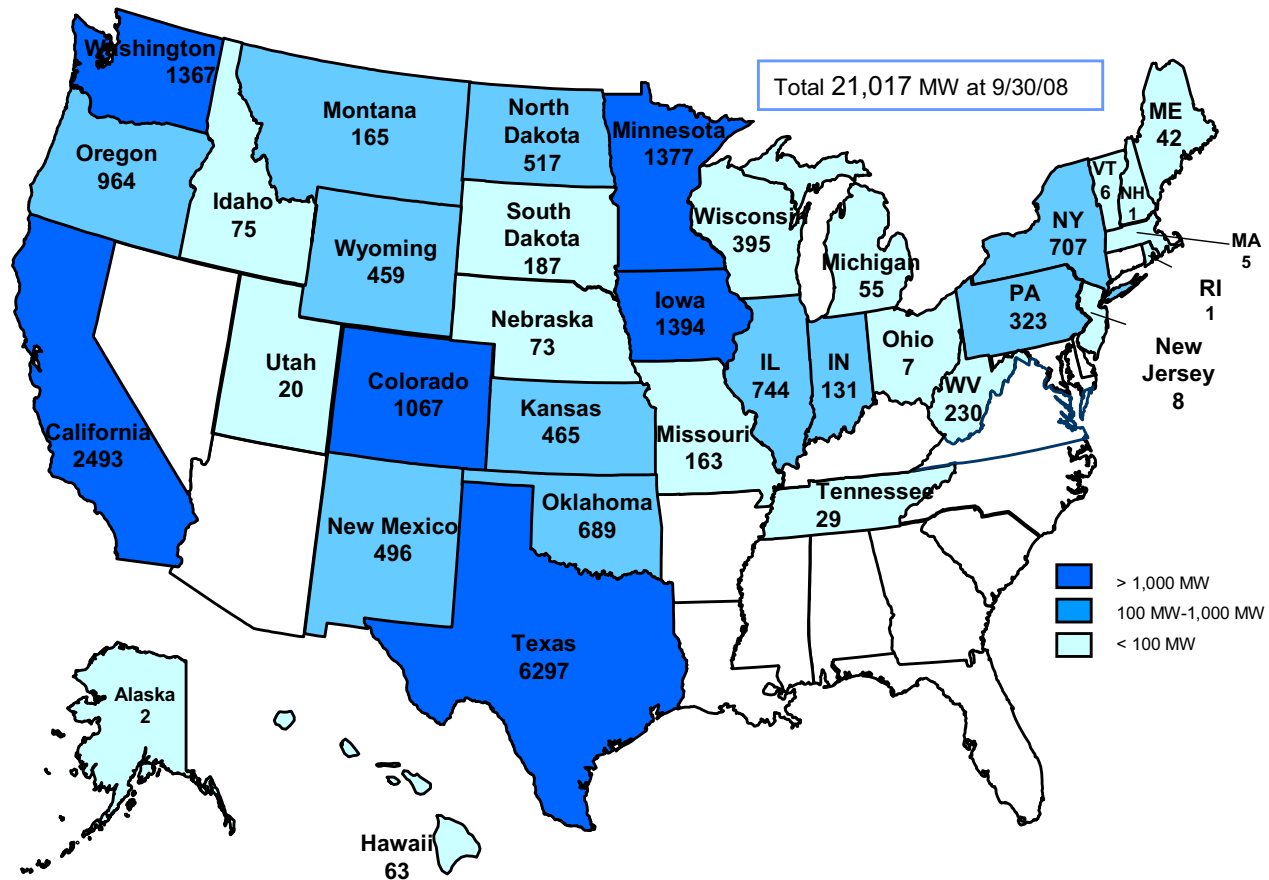 Washington
1367
Montana
165
North
Dakota
517
Minnesota
1377
Total 21,017 MW at 9/30/08
ME
42
Oregon
964
Idaho
75
South
Dakota
187
Wisconsin
395
VT
6
NH
1
NY
707
MA
5
Wyoming
459
Michigan
55
RI
1
Iowa
1394
PA
323
Nebraska
73
Ohio
7
New
Jersey
8
Utah
20
Colorado
1067
IL
744
IN
131
WV
230
Kansas
465
California
2493
Missouri
163
Tennessee
29
Oklahoma
689
New Mexico
496
> 1,000 MW
100 MW-1,000 MW
< 100 MW
Texas
6297
Alaska
2
Hawaii
63